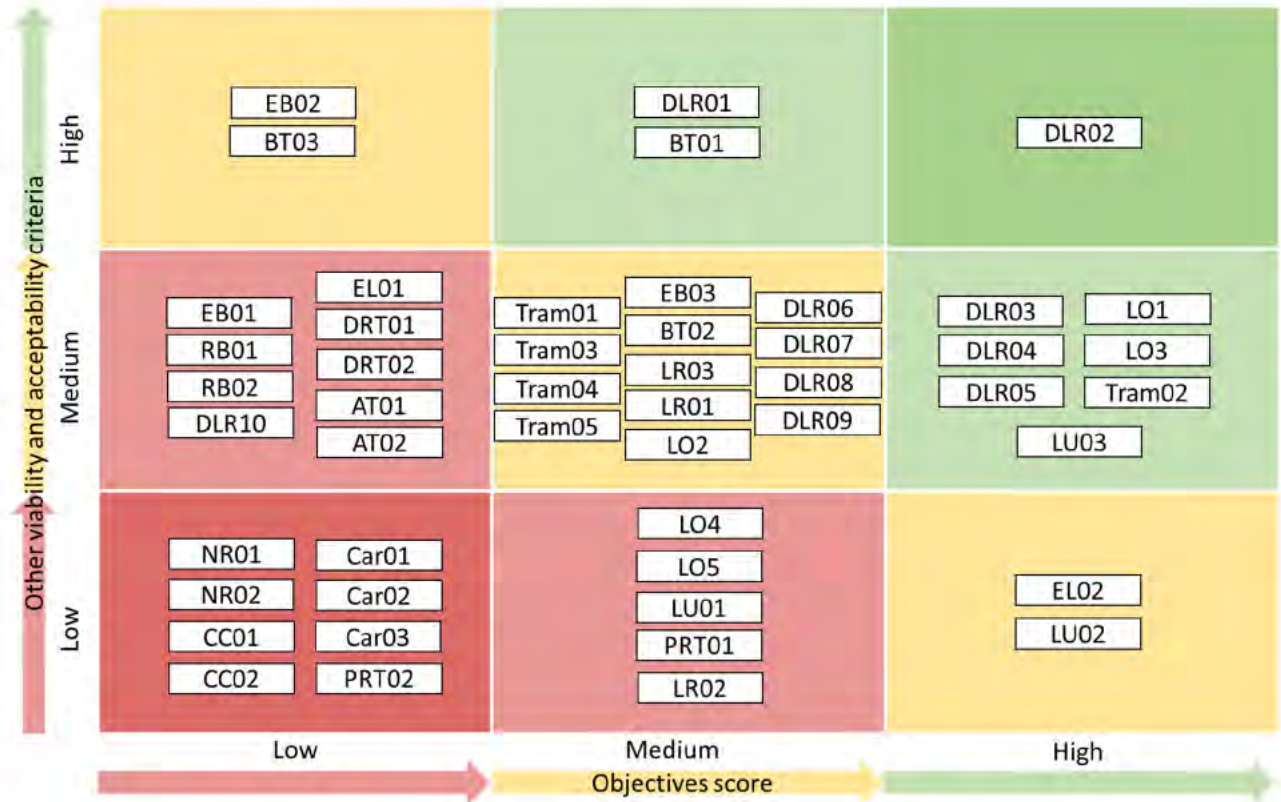 Other viability and acceptability criteria
High
EB02
BT03
DLR01
BT01
DLR02
Medium
EB01
RB01
RB02
DLR10
EL01
DRT01
DRT02
AT01
AT02
Tram01
Tram03
Tram04
Tram05
EB03
BT02
LR03
LR01
LO2
DLR06
DLR07
DLR08
DLR09
DLR03
DLR04
DLR05
LO1
LO3
Tram02
LU03
Low
NR01
NR02
CC01
CC02
Car01
Car02
Car03
PRT02
LO4
LO5
LU01
PRT01
LR02
EL02
LU02
Low
Medium
High
Objectives score